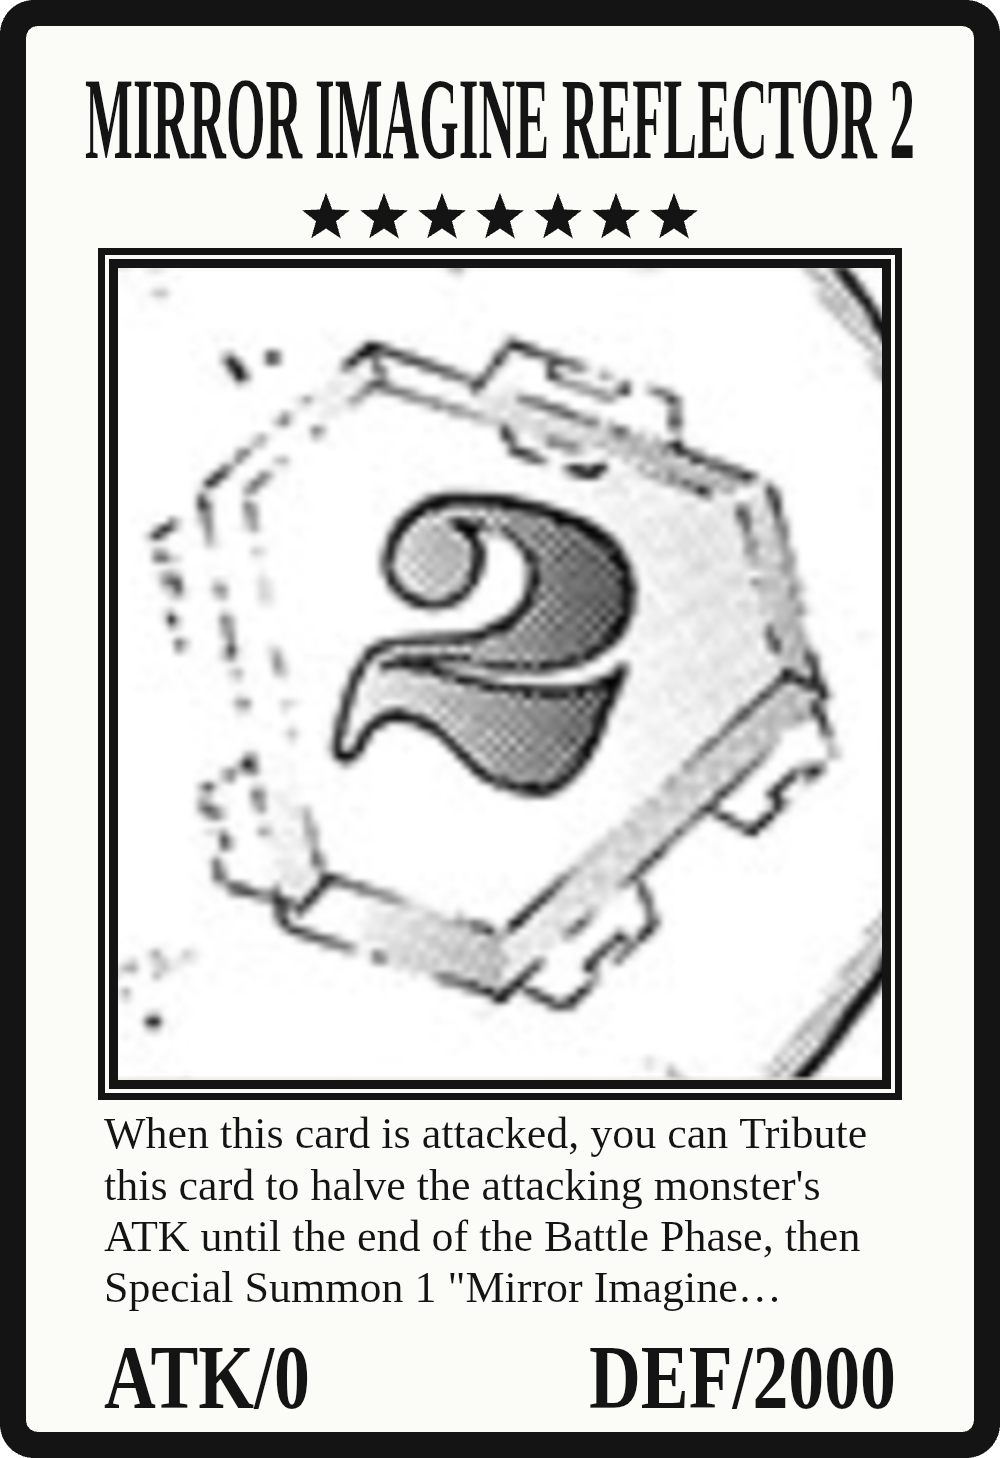 MIRROR IMAGINE REFLECTOR 2
2
When this card is attacked, you can Tribute
this card to halve the attacking monster's
ATK until the end of the Battle Phase, then
Special Summon 1 "Mirror Imagine…
ATK/0 DEF/2000